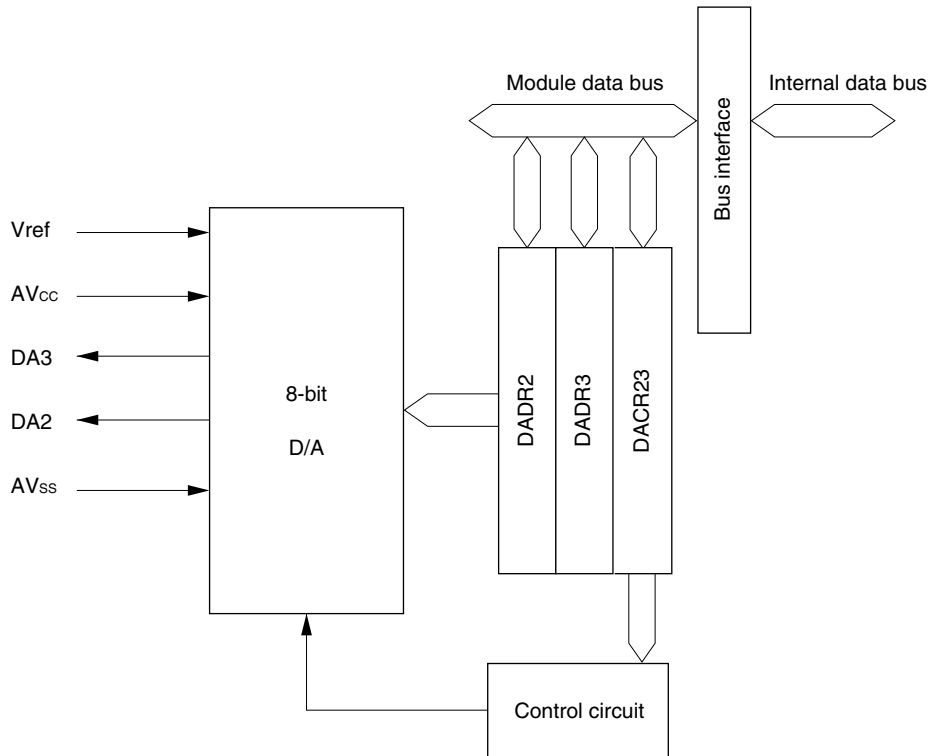 Module data bus
Internal data bus
Bus interface
Vref
AVCC
DA3
DA2
AVSS
8-bit
D/A
DADR2
DADR3
DACR23
Control circuit